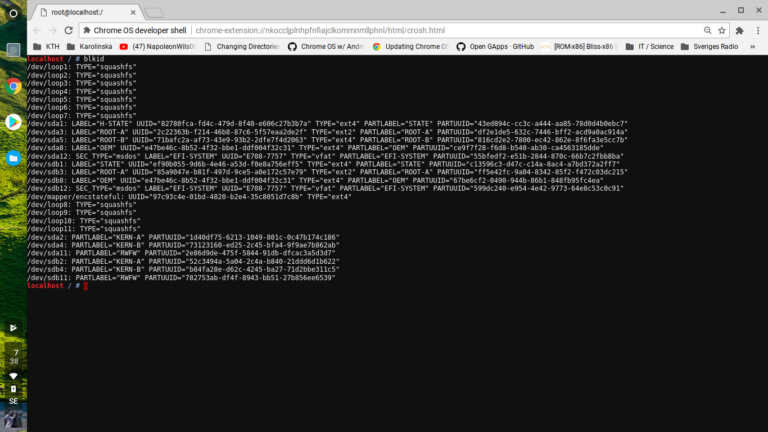 root@localhost:/
Chrome OS developer shell | chrome-extension://nkoccljplnhpfnfiajclkommnmllphnl/html/crosh.html
KTH Karolinska (47) NapoleonWils0n Changing Directories Chrome OS w/ Andr Updating Chrome OS Open GApps · GitHub [ROM-x86] Bliss-x86 IT / Science Sveriges Radio »
localhost / # blkid
/dev/loop1: TYPE="squashfs"
/dev/loop2: TYPE="squashfs"
/dev/loop3: TYPE="squashfs"
/dev/loop4: TYPE="squashfs"
/dev/loop5: TYPE="squashfs"
/dev/loop6: TYPE="squashfs"
/dev/loop7: TYPE="squashfs"
/dev/sda1: LABEL="H-STATE" UUID="82780fca-fd4c-479d-8f40-e606c27b3b7a" TYPE="ext4" PARTLABEL="STATE" PARTUUID="43ed894c-cc3c-a444-aa85-78d0d4b0ebc7"
/dev/sda3: LABEL="ROOT-A" UUID="2c22363b-f214-46b8-87c6-5f57eaa2de2f" TYPE="ext2" PARTLABEL="ROOT-A" PARTUUID="df2e1de5-632c-7446-bff2-acd9a0ac914a"
/dev/sda5: LABEL="ROOT-B" UUID="71bafc2a-af73-43e9-93b2-2dfe7f4d2063" TYPE="ext4" PARTLABEL="ROOT-B" PARTUUID="816cd2e2-7800-ec42-862e-8f6fa3e5cc7b"
/dev/sda8: LABEL="OEM" UUID="e47be46c-8b52-4f32-bbe1-ddf004f32c31" TYPE="ext4" PARTLABEL="OEM" PARTUUID="ce9f7f28-f6d8-b540-ab30-ca4563185dde"
/dev/sda12: SEC_TYPE="msdos" LABEL="EFI-SYSTEM" UUID="E708-7757" TYPE="vfat" PARTLABEL="EFI-SYSTEM" PARTUUID="55bfedf2-e51b-2844-870c-66b7c2fbb8ba"
/dev/sdb1: LABEL="STATE" UUID="ef90b055-9d6b-4e46-a53d-f0e8a756eff5" TYPE="ext4" PARTLABEL="STATE" PARTUUID="c13596c3-d47c-c14a-8ac4-a7bd372a2ff7"
/dev/sdb3: LABEL="ROOT-A" UUID="85a9047e-b81f-497d-9ce5-a0e172c57e79" TYPE="ext2" PARTLABEL="ROOT-A" PARTUUID="ff5e42fc-9a04-8342-85f2-f472c03dc215"
/dev/sdb8: LABEL="OEM" UUID="e47be46c-8b52-4f32-bbe1-ddf004f32c31" TYPE="ext4" PARTLABEL="OEM" PARTUUID="67be6cf2-0490-944b-86b1-848fb95fc4ea"
/dev/sdb12: SEC_TYPE="msdos" LABEL="EFI-SYSTEM" UUID="E708-7757" TYPE="vfat" PARTLABEL="EFI-SYSTEM" PARTUUID="599dc240-e954-4e42-9773-64e8c53c0c91"
/dev/mapper/encstateful: UUID="97c93c4e-01bd-4820-b2e4-35c8051d7c8b" TYPE="ext4"
/dev/loop8: TYPE="squashfs"
/dev/loop9: TYPE="squashfs"
/dev/loop10: TYPE="squashfs"
/dev/loop11: TYPE="squashfs"
/dev/sda2: PARTLABEL="KERN-A" PARTUUID="1d40df75-6213-1049-801c-0c47b174c186"
/dev/sda4: PARTLABEL="KERN-B" PARTUUID="73123160-ed25-2c45-bfa4-9f9ae7b862ab"
/dev/sda11: PARTLABEL="RWFW" PARTUUID="2e86d9de-475f-5844-91db-dfcac3a5d3d7"
/dev/sdb2: PARTLABEL="KERN-A" PARTUUID="52c3494a-5a04-2c4a-b840-21ddd6d1b622"
/dev/sdb4: PARTLABEL="KERN-B" PARTUUID="b84fa28e-d62c-4245-ba27-71d2bbe311c5"
/dev/sdb11: PARTLABEL="RWFW" PARTUUID="782753ab-df4f-8943-bb51-27b856ee6539"
localhost / #
7
38
SE